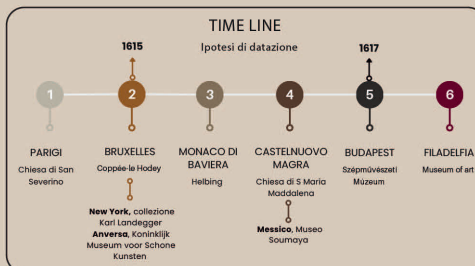 TIME LINE
Ipotesi di datazione
1615
1617
1
2
3
4
5
6
PARIGI
Chiesa di San
Severino
BRUXELLES
Coppée-le Hodey
New York, collezione
Karl Landegger
Anversa, Koninklijk
Museum voor Schone
Kunsten
MONACO DI
BAVIERA
Helbing
CASTELNUOVO
MAGRA
Chiesa di S Maria
Maddalena
Messico, Museo
Soumaya
BUDAPEST
Szépművészeti
Múzeum
FILADELFIA
Museum of art